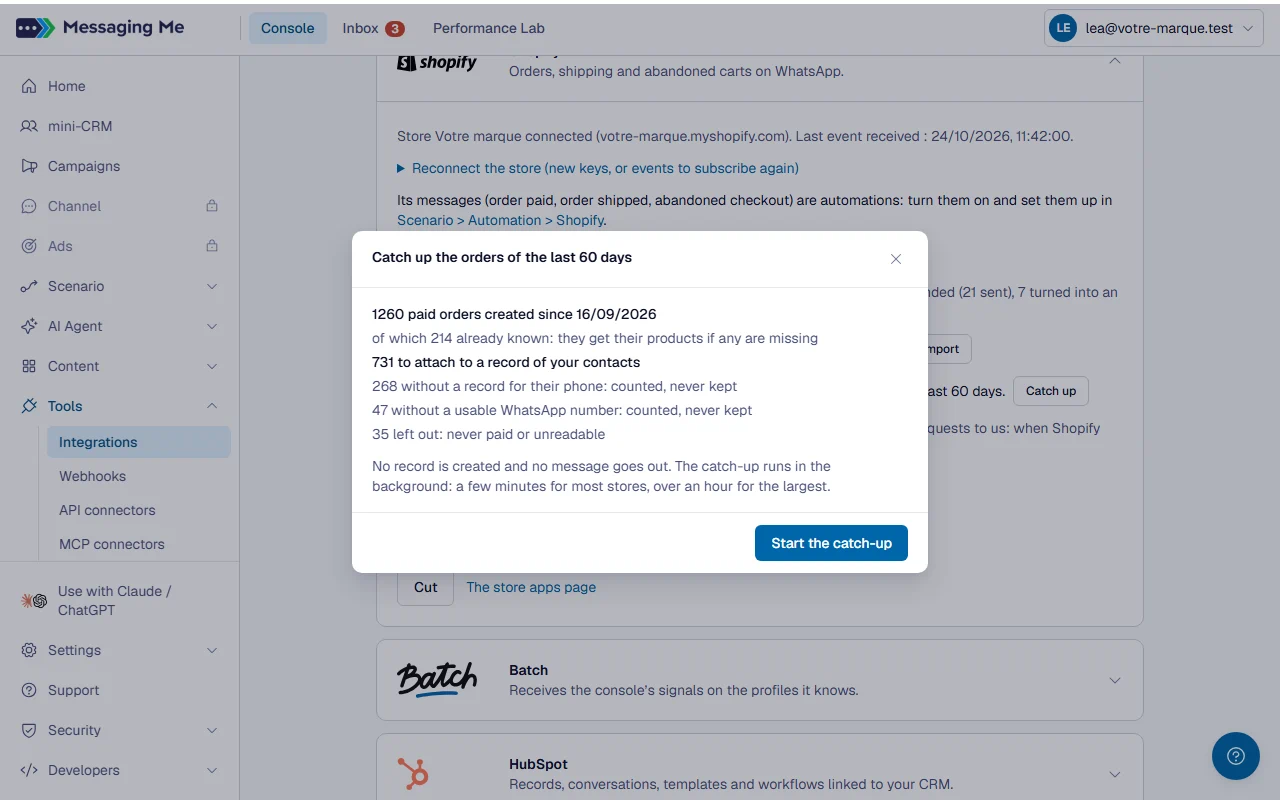 Messaging Me
Console
Inbox 3
Performance Lab
LE lea@votre-marque.test
Home
mini-CRM
Campaigns
Channel
Ads
Scenario
AI Agent
Content
Tools
Integrations
Webhooks
API connectors
MCP connectors
Use with Claude /
ChatGPT
Settings
Support
Security
Developers
shopify
Orders, shipping and abandoned carts on WhatsApp.
Store Votre marque connected (votre-marque.myshopify.com). Last event received : 24/10/2026, 11:42:00.
Reconnect the store (new keys, or events to subscribe again)
Its messages (order paid, order shipped, abandoned checkout) are automations: turn them on and set them up in
Scenario > Automation > Shopify.
(21 sent), 7 turned into an
last 60 days. Catch up
to us: when Shopify
Catch up the orders of the last 60 days
1260 paid orders created since 16/09/2026
of which 214 already known: they get their products if any are missing
731 to attach to a record of your contacts
268 without a record for their phone: counted, never kept
47 without a usable WhatsApp number: counted, never kept
35 left out: never paid or unreadable
No record is created and no message goes out. The catch-up runs in the
background: a few minutes for most stores, over an hour for the largest.
Start the catch-up
Cut
The store apps page
Batch
Batch
Receives the console's signals on the profiles it knows.
HubSpot
Records, conversations, templates and workflows linked to your CRM.